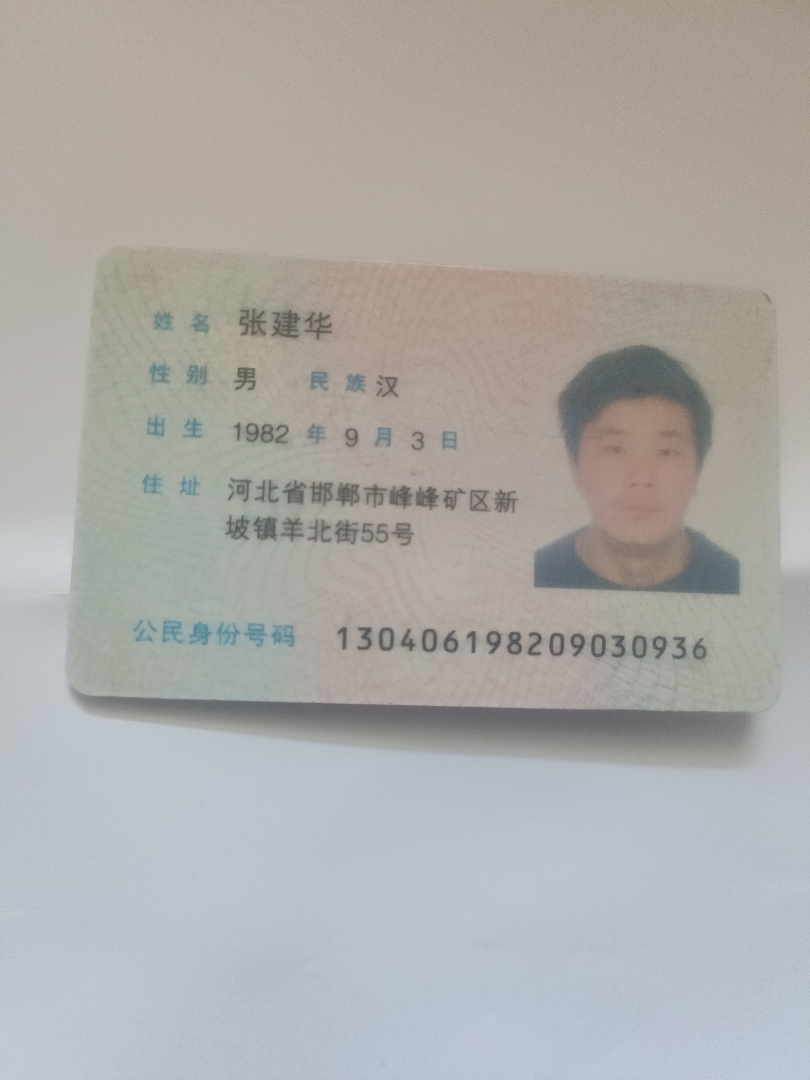 姓名 张建华
性别 男 民族 汉
出生 1982 年 9 月 3 日
住址 河北省邯郸市峰峰矿区新
坡镇羊北街55号
公民身份号码 130406198209030936